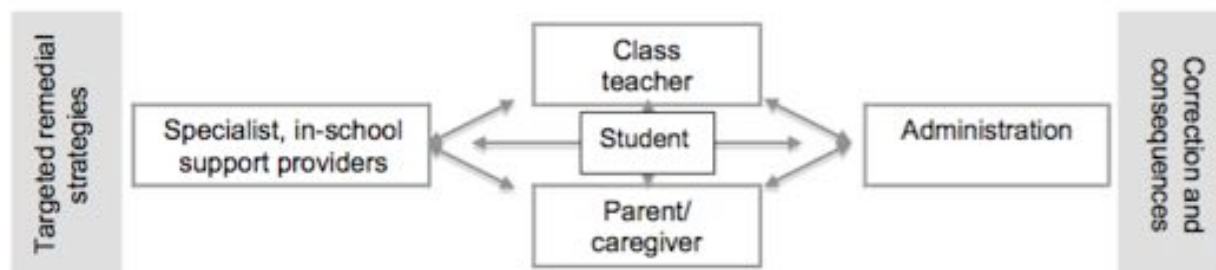 Targeted remedial
strategies
Specialist, in-school
support providers
Class
teacher
Student
Parent/
caregiver
Administration
Correction and
consequences